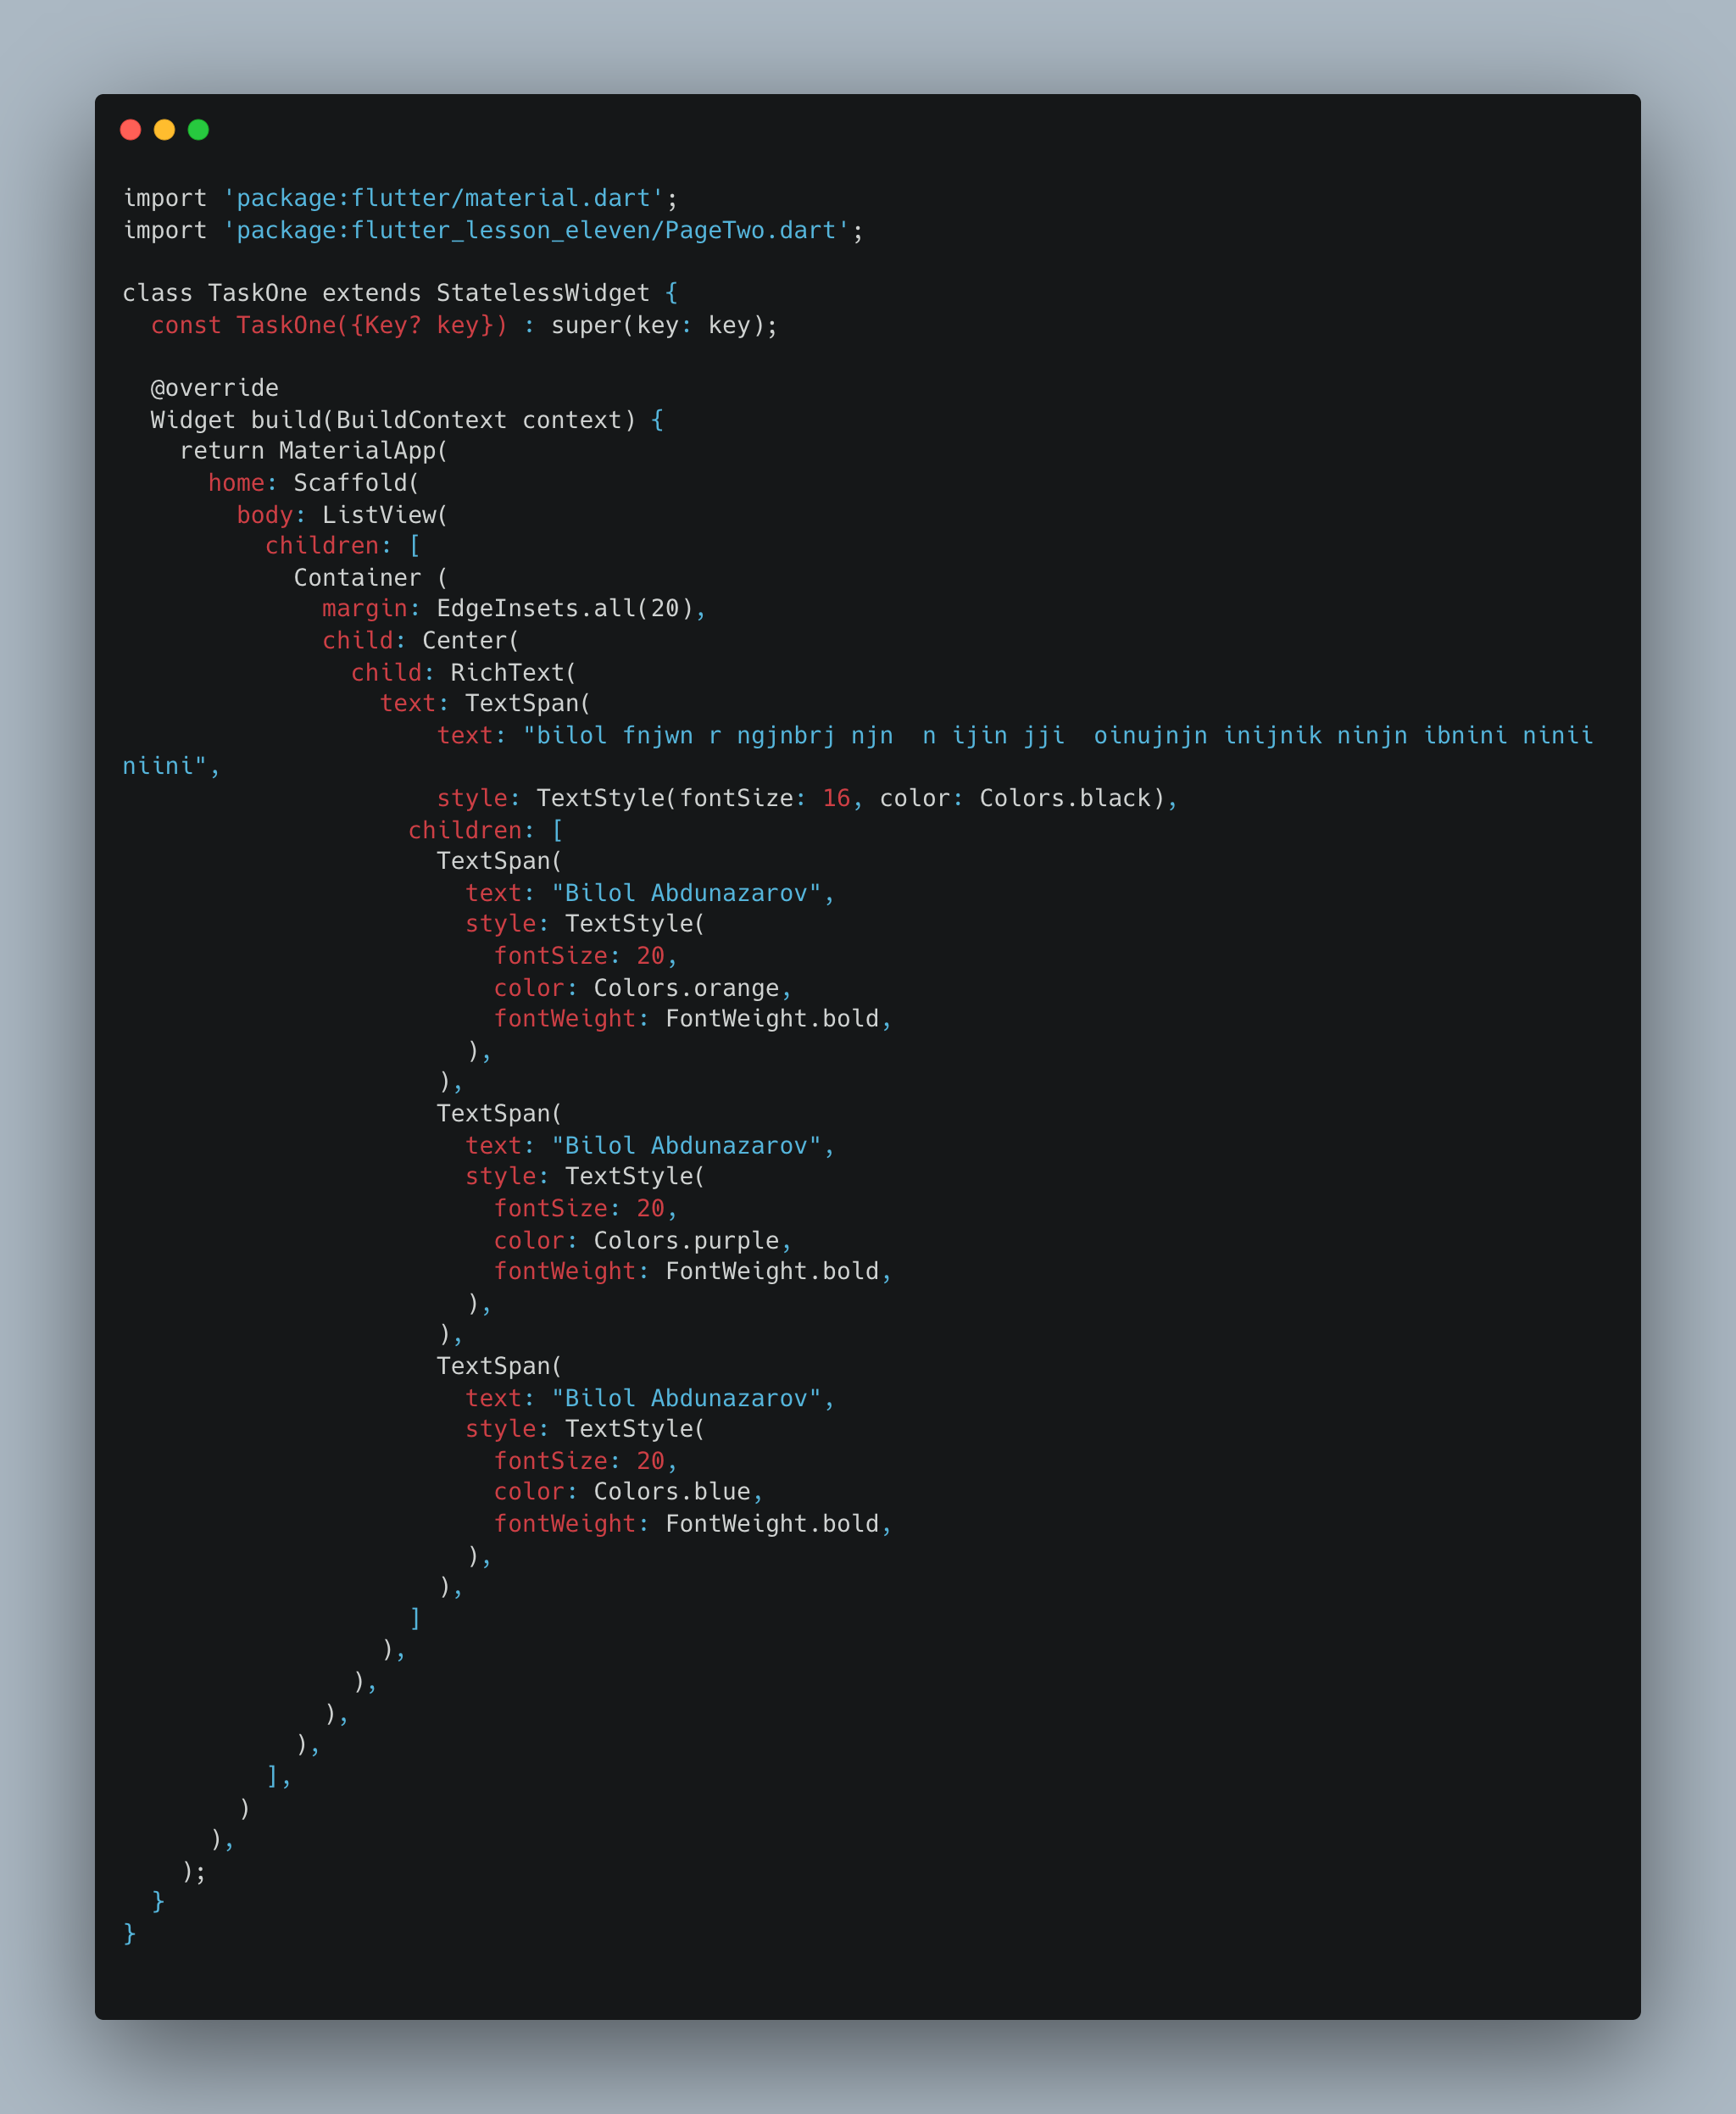 import 'package:flutter/material.dart';
import 'package:flutter_lesson_eleven/PageTwo.dart';

class TaskOne extends StatelessWidget {
  const TaskOne({Key? key}) : super(key: key);

  @override
  Widget build(BuildContext context) {
    return MaterialApp(
      home: Scaffold(
        body: ListView(
          children: [
            Container (
              margin: EdgeInsets.all(20),
              child: Center(
                child: RichText(
                  text: TextSpan(
                      text: "bilol fnjwn r ngjnbrj njn  n ijin jji  oinujnjn inijnik ninjn ibnini ninii
niini",
                      style: TextStyle(fontSize: 16, color: Colors.black),
                    children: [
                      TextSpan(
                        text: "Bilol Abdunazarov",
                        style: TextStyle(
                          fontSize: 20,
                          color: Colors.orange,
                          fontWeight: FontWeight.bold,
                        ),
                      ),
                      TextSpan(
                        text: "Bilol Abdunazarov",
                        style: TextStyle(
                          fontSize: 20,
                          color: Colors.purple,
                          fontWeight: FontWeight.bold,
                        ),
                      ),
                      TextSpan(
                        text: "Bilol Abdunazarov",
                        style: TextStyle(
                          fontSize: 20,
                          color: Colors.blue,
                          fontWeight: FontWeight.bold,
                        ),
                      ),
                    ]
                  ),
                ),
              ),
            ),
          ],
        )
      ),
    );
  }
}